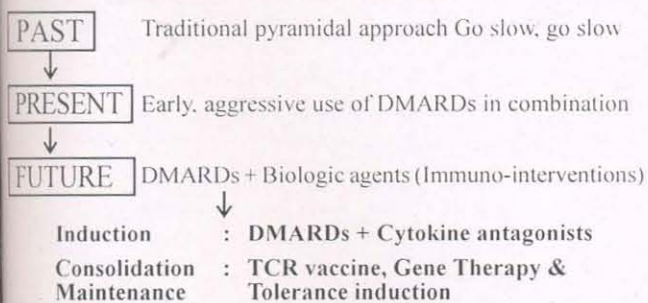 PAST Traditional pyramidal approach Go slow, go slow
PRESENT Early, aggressive use of DMARDs in combination
FUTURE DMARDs + Biologic agents (Immuno-interventions)
Induction : DMARDs + Cytokine antagonists
Consolidation : TCR vaccine, Gene Therapy &
Maintenance Tolerance induction